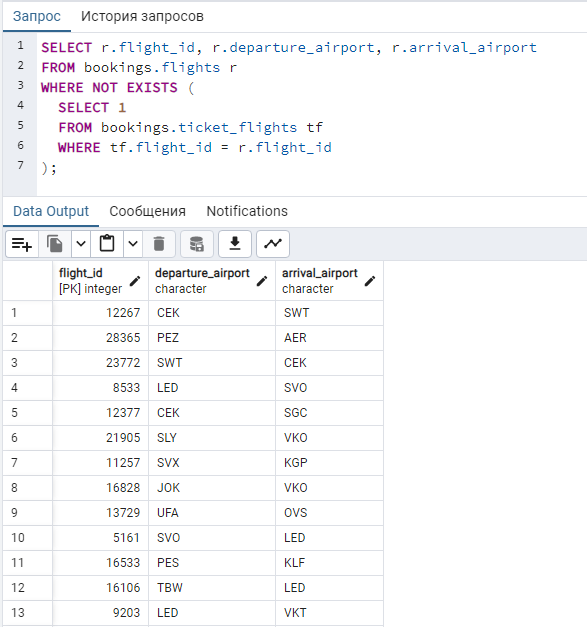 Запрос История запросов
1 SELECT r.flight_id, r.departure_airport, r.arrival_airport
2 FROM bookings.flights r
3 WHERE NOT EXISTS (
4 SELECT 1
5 FROM bookings.ticket_flights tf
6 WHERE tf.flight_id = r.flight_id
7 );
Data Output Сообщения Notifications
flight_id departure_airport arrival_airport
[PK] integer character character
1 12267 CEK SWT
2 28365 PEZ AER
3 23772 SWT CEK
4 8533 LED SVO
5 12377 CEK SGC
6 21905 SLY VKO
7 11257 SVX KGP
8 16828 JOK VKO
9 13729 UFA OVS
10 5161 SVO LED
11 16533 PES KLF
12 16106 TBW LED
13 9203 LED VKT